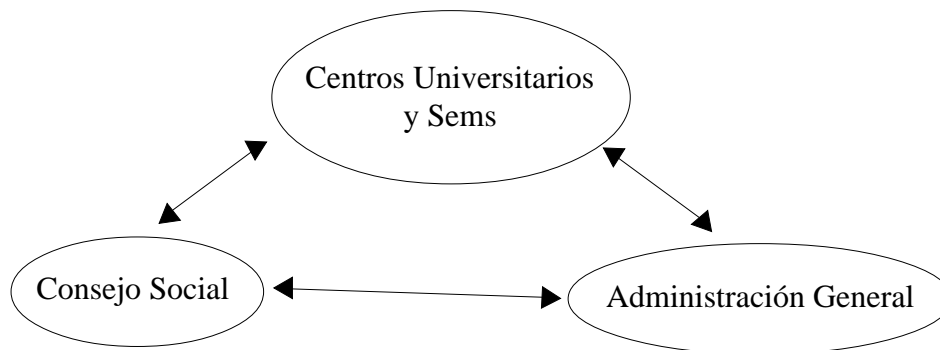 Centros Universitarios
y Sems
Consejo Social
Administración General